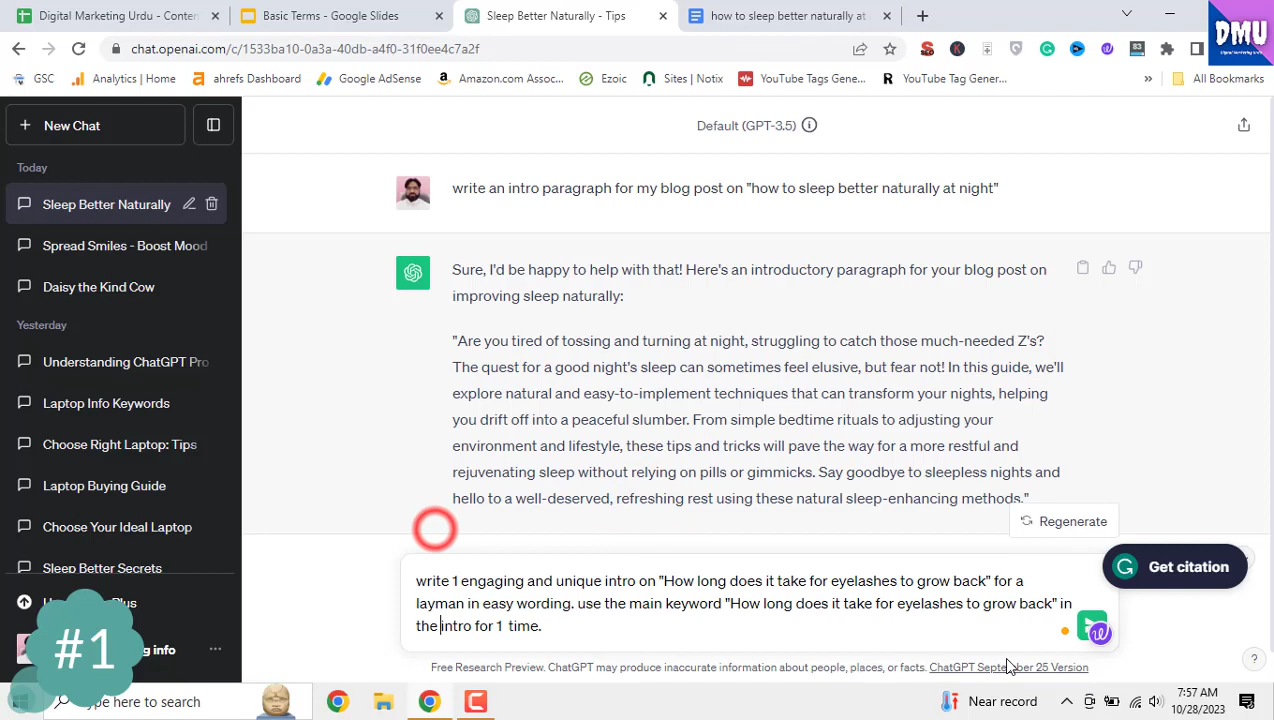 Digital Marketing Urdu - Conten
Basic Terms - Google Slides
Sleep Better Naturally - Tips
how to sleep better naturally at
DMU
chat.openai.com/c/1533ba10-0a3a-40db-a4f0-31f0ee4c7a2f
GSC
Analytics | Home
ahrefs Dashboard
Google AdSense
Amazon.com Assoc...
Ezoic
Sites | Notix
YouTube Tags Gene...
YouTube Tag Gener...
»
All Bookmarks
New Chat
Default (GPT-3.5)
Today
Sleep Better Naturally
Spread Smiles - Boost Mood
Daisy the Kind Cow
Yesterday
Understanding ChatGPT Pro
Laptop Info Keywords
Choose Right Laptop: Tips
Laptop Buying Guide
Choose Your Ideal Laptop
Sleep Better Secrets
Plus
info
#1
write an intro paragraph for my blog post on "how to sleep better naturally at night"
Sure, I'd be happy to help with that! Here's an introductory paragraph for your blog post on
improving sleep naturally:
"Are you tired of tossing and turning at night, struggling to catch those much-needed Z's?
The quest for a good night's sleep can sometimes feel elusive, but fear not! In this guide, we'll
explore natural and easy-to-implement techniques that can transform your nights, helping
you drift off into a peaceful slumber. From simple bedtime rituals to adjusting your
environment and lifestyle, these tips and tricks will pave the way for a more restful and
rejuvenating sleep without relying on pills or gimmicks. Say goodbye to sleepless nights and
hello to a well-deserved, refreshing rest using these natural sleep-enhancing methods."
Regenerate
Get citation
write 1 engaging and unique intro on "How long does it take for eyelashes to grow back" for a
layman in easy wording. use the main keyword "How long does it take for eyelashes to grow back" in
the intro for 1 time.
Free Research Preview. ChatGPT may produce inaccurate information about people, places, or facts. ChatGPT September 25 Version
?
ype here to search
Near record
7:57 AM
10/28/2023